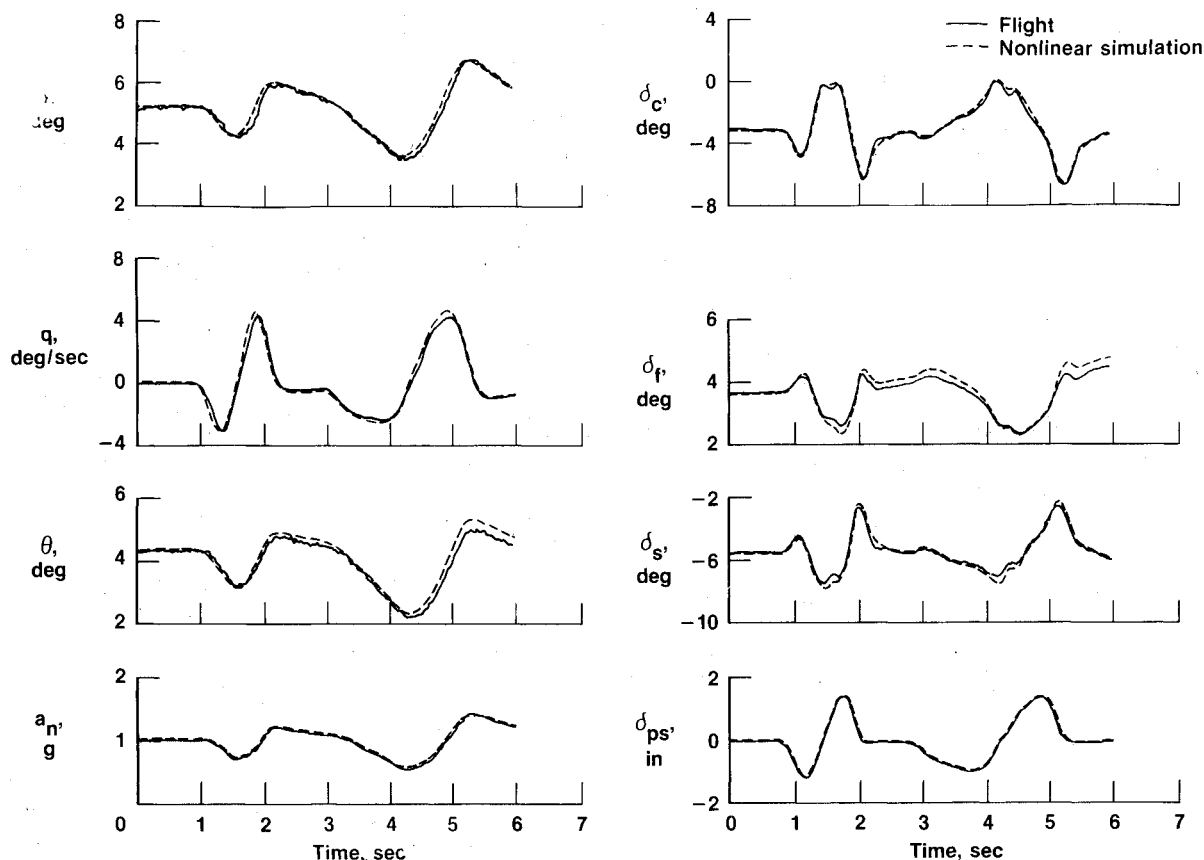 8
6
deg
4
2
8
4
q,
deg/sec
0
−4
6
θ,
4
deg
2
2
aₙ,
1
g
0 1 2 3 4 5 6 7
Time, sec
Flight
Nonlinear simulation
4
δc,
0
deg
−4
−8
6
δf,
4
deg
2
−2
δs,
−6
deg
−10
2
δps,
0
in
−2
0 1 2 3 4 5 6 7
Time, sec